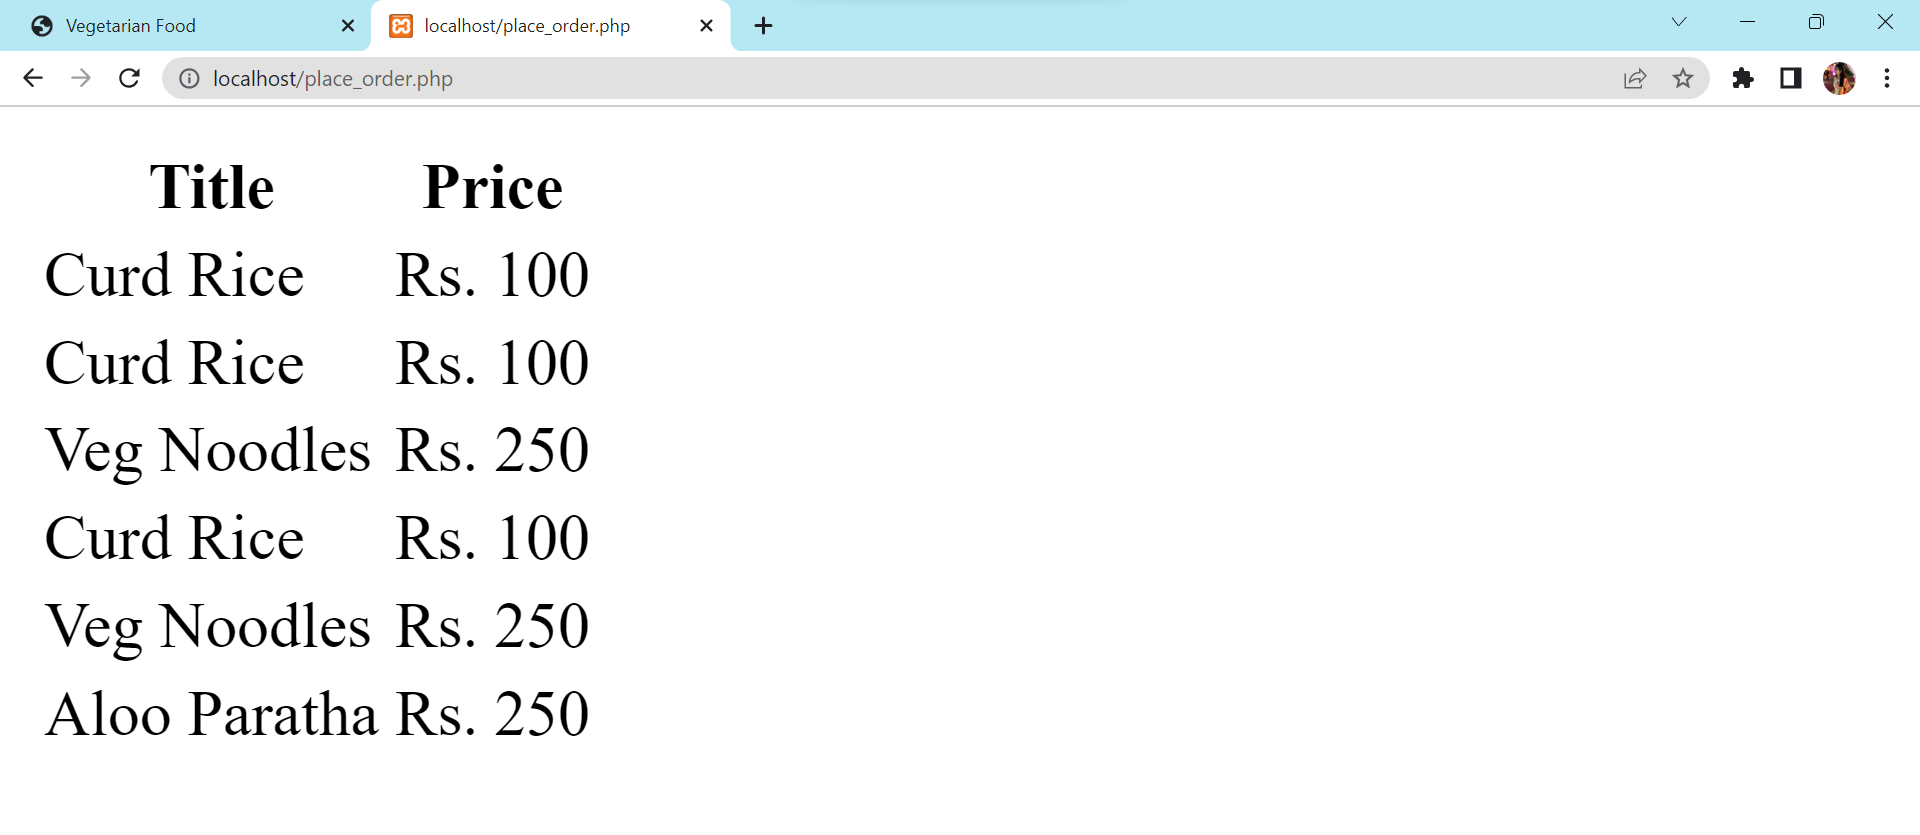 Vegetarian Food
localhost/place_order.php
localhost/place_order.php
Title Price
Curd Rice Rs. 100
Curd Rice Rs. 100
Veg Noodles Rs. 250
Curd Rice Rs. 100
Veg Noodles Rs. 250
Aloo Paratha Rs. 250